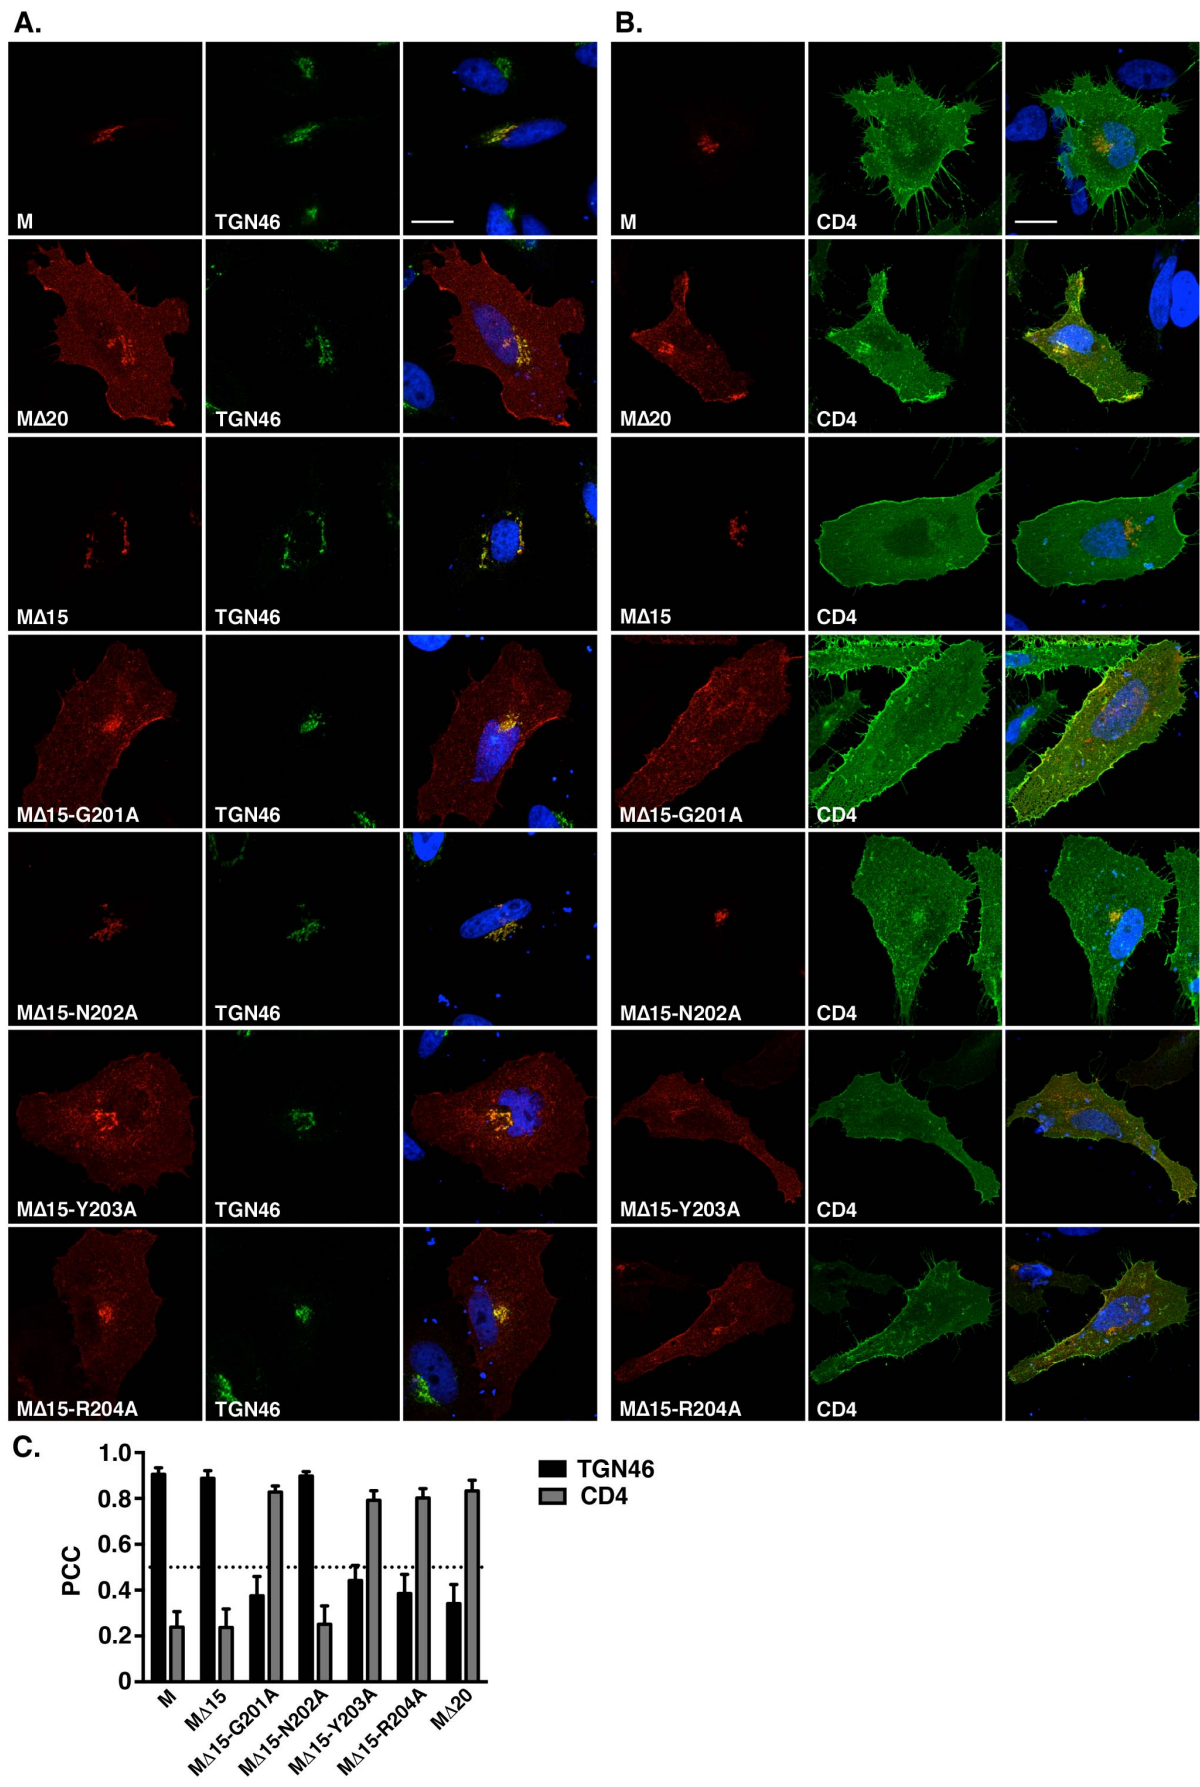 A.
B.
M
TGN46
M
CD4
MΔ20
TGN46
MΔ20
CD4
MΔ15
TGN46
MΔ15
CD4
MΔ15-G201A
TGN46
MΔ15-G201A
CD4
MΔ15-N202A
TGN46
MΔ15-N202A
CD4
MΔ15-Y203A
TGN46
MΔ15-Y203A
CD4
MΔ15-R204A
TGN46
MΔ15-R204A
CD4
C.
1.0
0.8
0.6
0.4
0.2
0
PCC
TGN46
CD4
M
MΔ15
MΔ15-G201A
MΔ15-N202A
MΔ15-Y203A
MΔ15-R204A
MΔ20